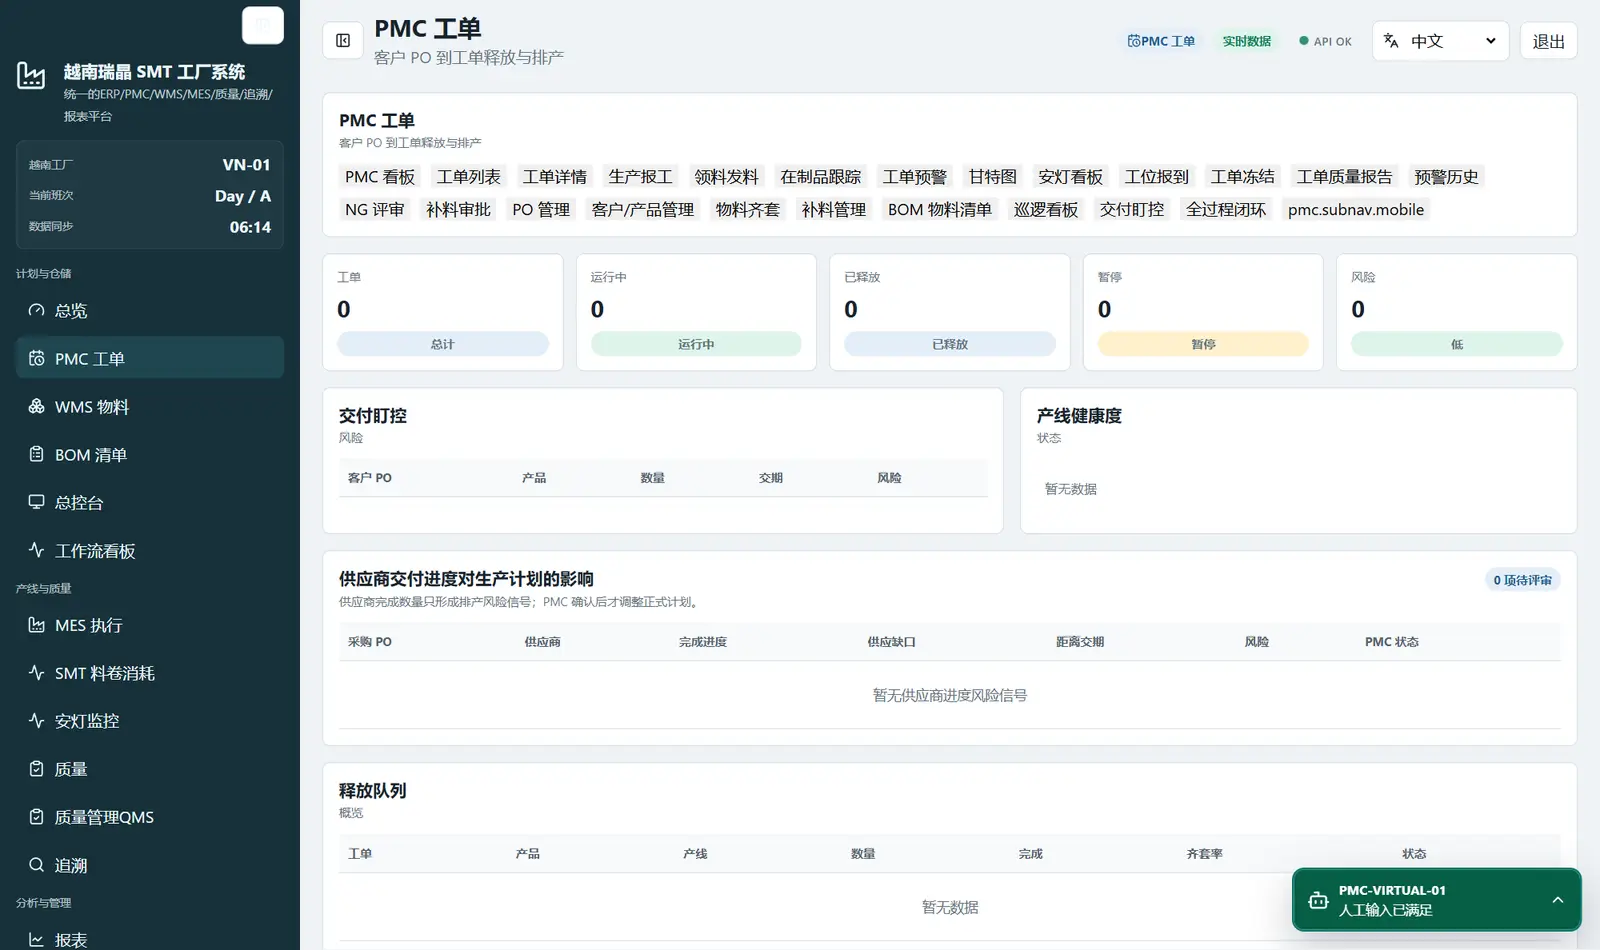 越南瑞晶 SMT 工厂系统
统一的ERP/PMC/WMS/MES/质量/追溯/
报表平台
越南工厂 VN-01
当前班次 Day / A
数据同步 06:14
计划与仓储
总览
PMC 工单
WMS 物料
BOM 清单
总控台
工作流看板
产线与质量
MES 执行
SMT 料卷消耗
安灯监控
质量
质量管理QMS
追溯
分析与管理
报表
PMC 工单
客户 PO 到工单释放与排产
PMC 工单 实时数据 API OK 中文 退出
PMC 工单
客户 PO 到工单释放与排产
PMC 看板 工单列表 工单详情 生产报工 领料发料 在制品跟踪 工单预警 甘特图 安灯看板 工位报到 工单冻结 工单质量报告 预警历史
NG 评审 补料审批 PO 管理 客户/产品管理 物料齐套 补料管理 BOM 物料清单 巡逻看板 交付盯控 全过程闭环 pmc.subnav.mobile
工单 运行中 已释放 暂停 风险
0 0 0 0 0
总计 运行中 已释放 暂停 低
交付盯控
风险
客户 PO 产品 数量 交期 风险
产线健康度
状态
暂无数据
供应商交付进度对生产计划的影响
供应商完成数量只形成排产风险信号；PMC 确认后才调整正式计划。
0 项待评审
采购 PO 供应商 完成进度 供应缺口 距离交期 风险 PMC 状态
暂无供应商进度风险信号
释放队列
概览
工单 产品 产线 数量 完成 齐套率 状态
暂无数据
PMC-VIRTUAL-01
人工输入已满足